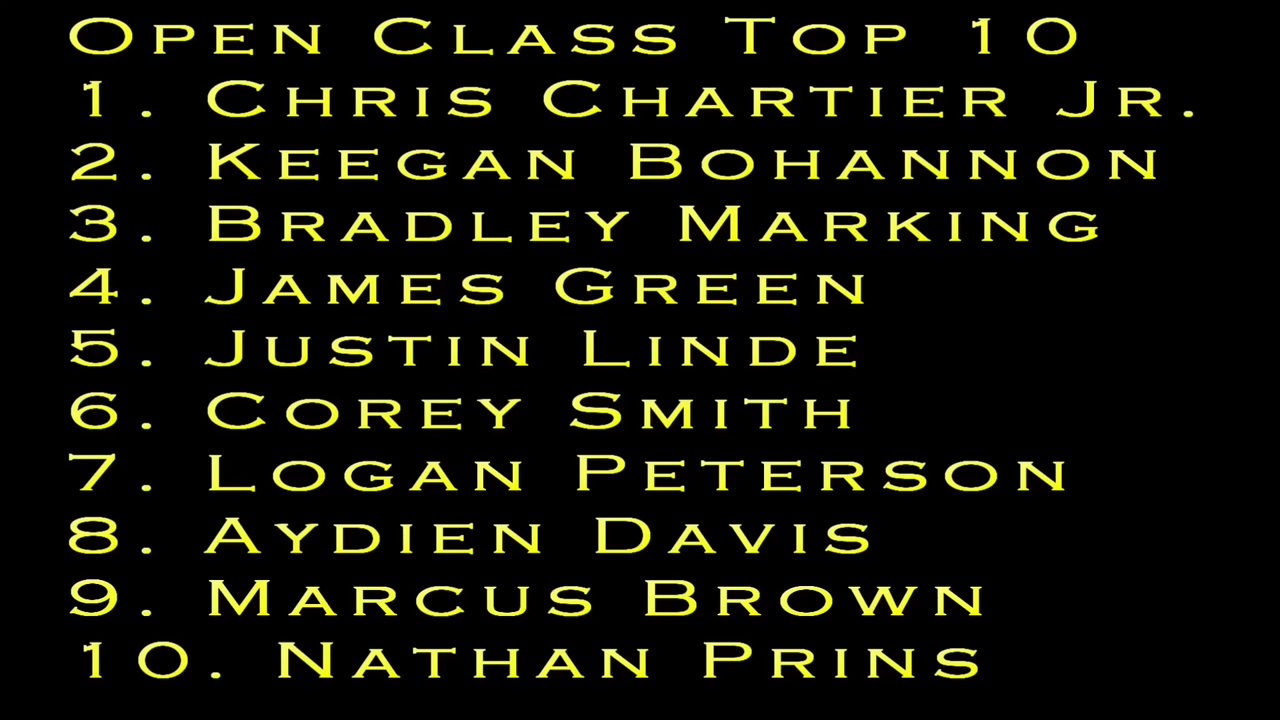 Open Class Top 10
1. Chris Chartier Jr.
2. Keegan Bohannon
3. Bradley Marking
4. James Green
5. Justin Linde
6. Corey Smith
7. Logan Peterson
8. Aydien Davis
9. Marcus Brown
10. Nathan Prins